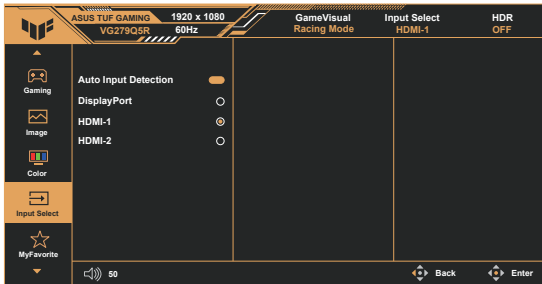 ASUS TUF GAMING 1920 x 1080
VG279Q5R 60Hz
GameVisual
Racing Mode
Input Select
HDMI-1
HDR
OFF
Gaming
Image
Color
Input Select
MyFavorite
Auto Input Detection
DisplayPort
HDMI-1
HDMI-2
50
Back
Enter